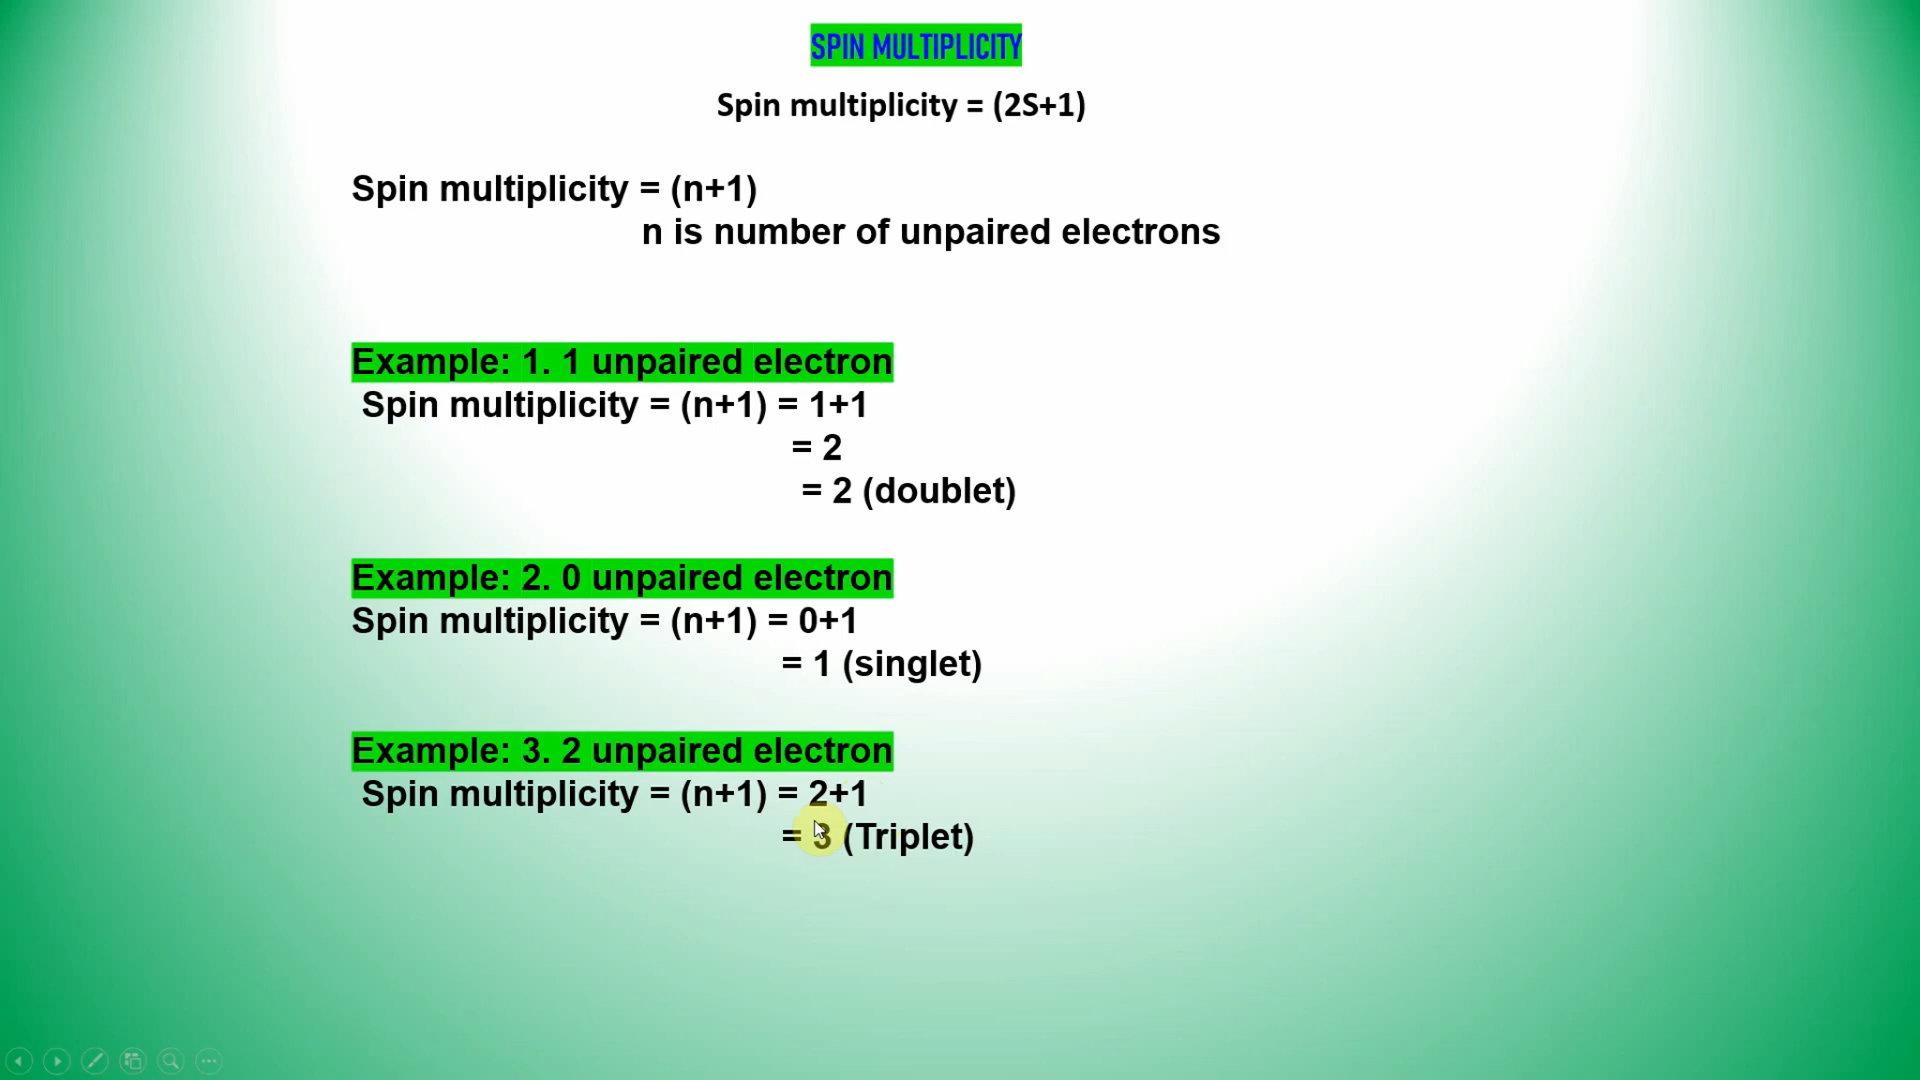 SPIN MULTIPLICITY
Spin multiplicity = (2S+1)
Spin multiplicity = (n+1)
n is number of unpaired electrons
Example: 1. 1 unpaired electron
Spin multiplicity = (n+1) = 1+1
= 2
= 2 (doublet)
Example: 2. 0 unpaired electron
Spin multiplicity = (n+1) = 0+1
= 1 (singlet)
Example: 3. 2 unpaired electron
Spin multiplicity = (n+1) = 2+1
= 3 (Triplet)